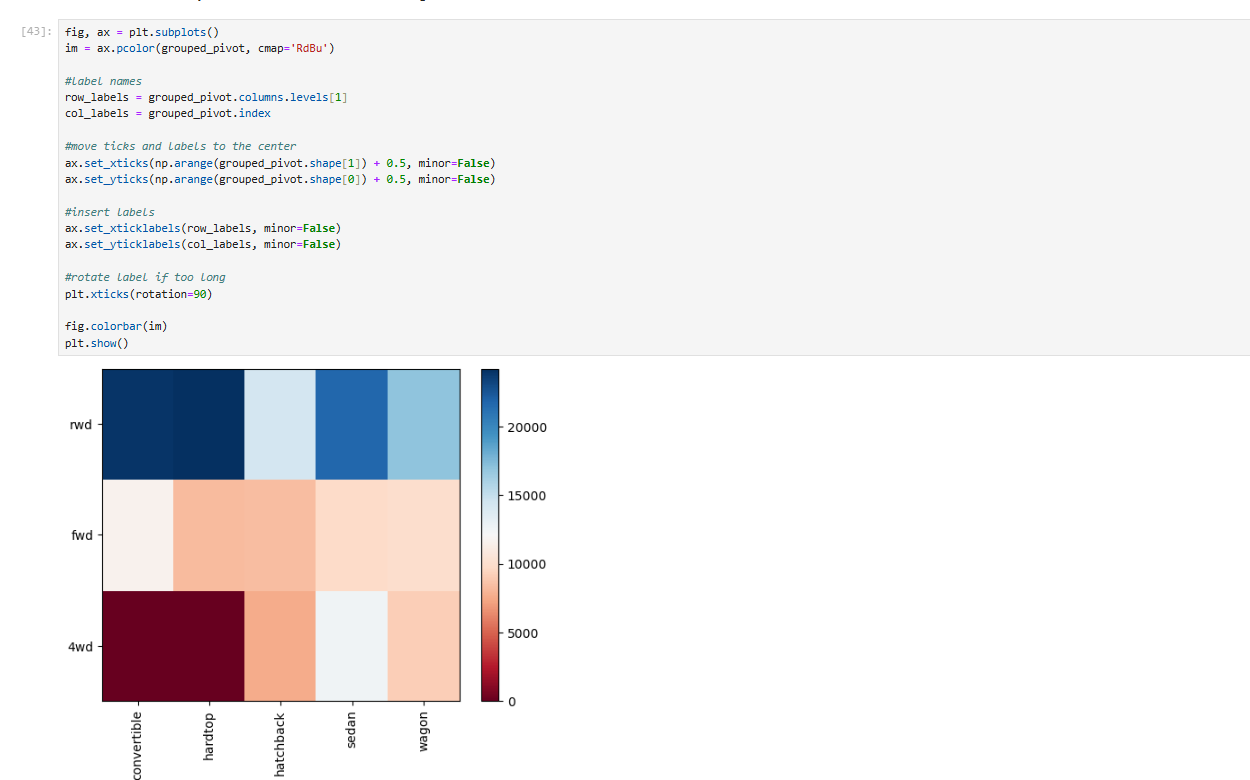 [43]:
fig, ax = plt.subplots()
im = ax.pcolor(grouped_pivot, cmap='RdBu')
#label names
row_labels = grouped_pivot.columns.levels[1]
col_labels = grouped_pivot.index
#move ticks and labels to the center
ax.set_xticks(np.arange(grouped_pivot.shape[1]) + 0.5, minor=False)
ax.set_yticks(np.arange(grouped_pivot.shape[0]) + 0.5, minor=False)
#insert labels
ax.set_xticklabels(row_labels, minor=False)
ax.set_yticklabels(col_labels, minor=False)
#rotate label if too long
plt.xticks(rotation=90)
fig.colorbar(im)
plt.show()
rwd
fwd
4wd
convertible
hardtop
hatchback
sedan
wagon
20000
15000
10000
5000
0